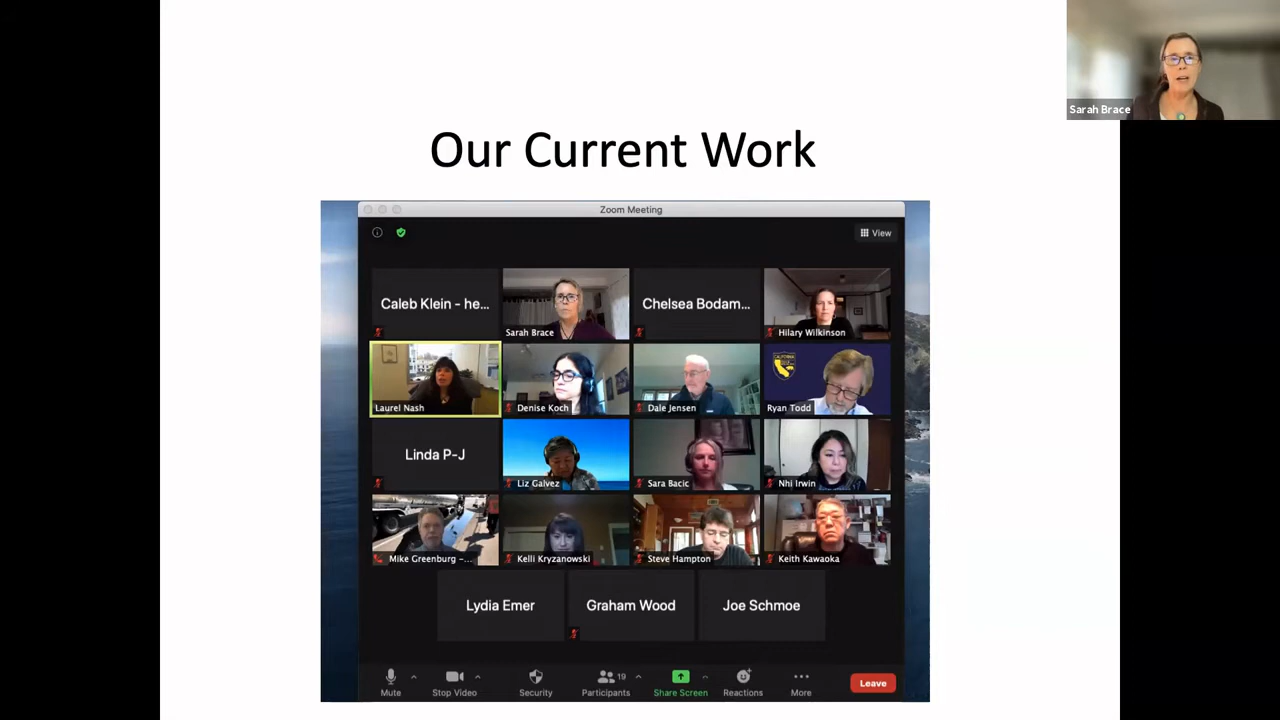 Sarah Brace
Our Current Work
Zoom Meeting
View
Caleb Klein - he...
Sarah Brace
Chelsea Bodam...
Hilary Wilkinson
Laurel Nash
Denise Koch
Dale Jensen
CALIFORNIA
Ryan Todd
Linda P-J
Liz Galvez
Sara Bacic
Nhi Irwin
Mike Greenburg -...
Kelli Kryzanowski
Steve Hampton
Keith Kawaoka
Lydia Emer
Graham Wood
Joe Schmoe
Mute
Stop Video
Security
Participants
19
Share Screen
Reactions
More
Leave